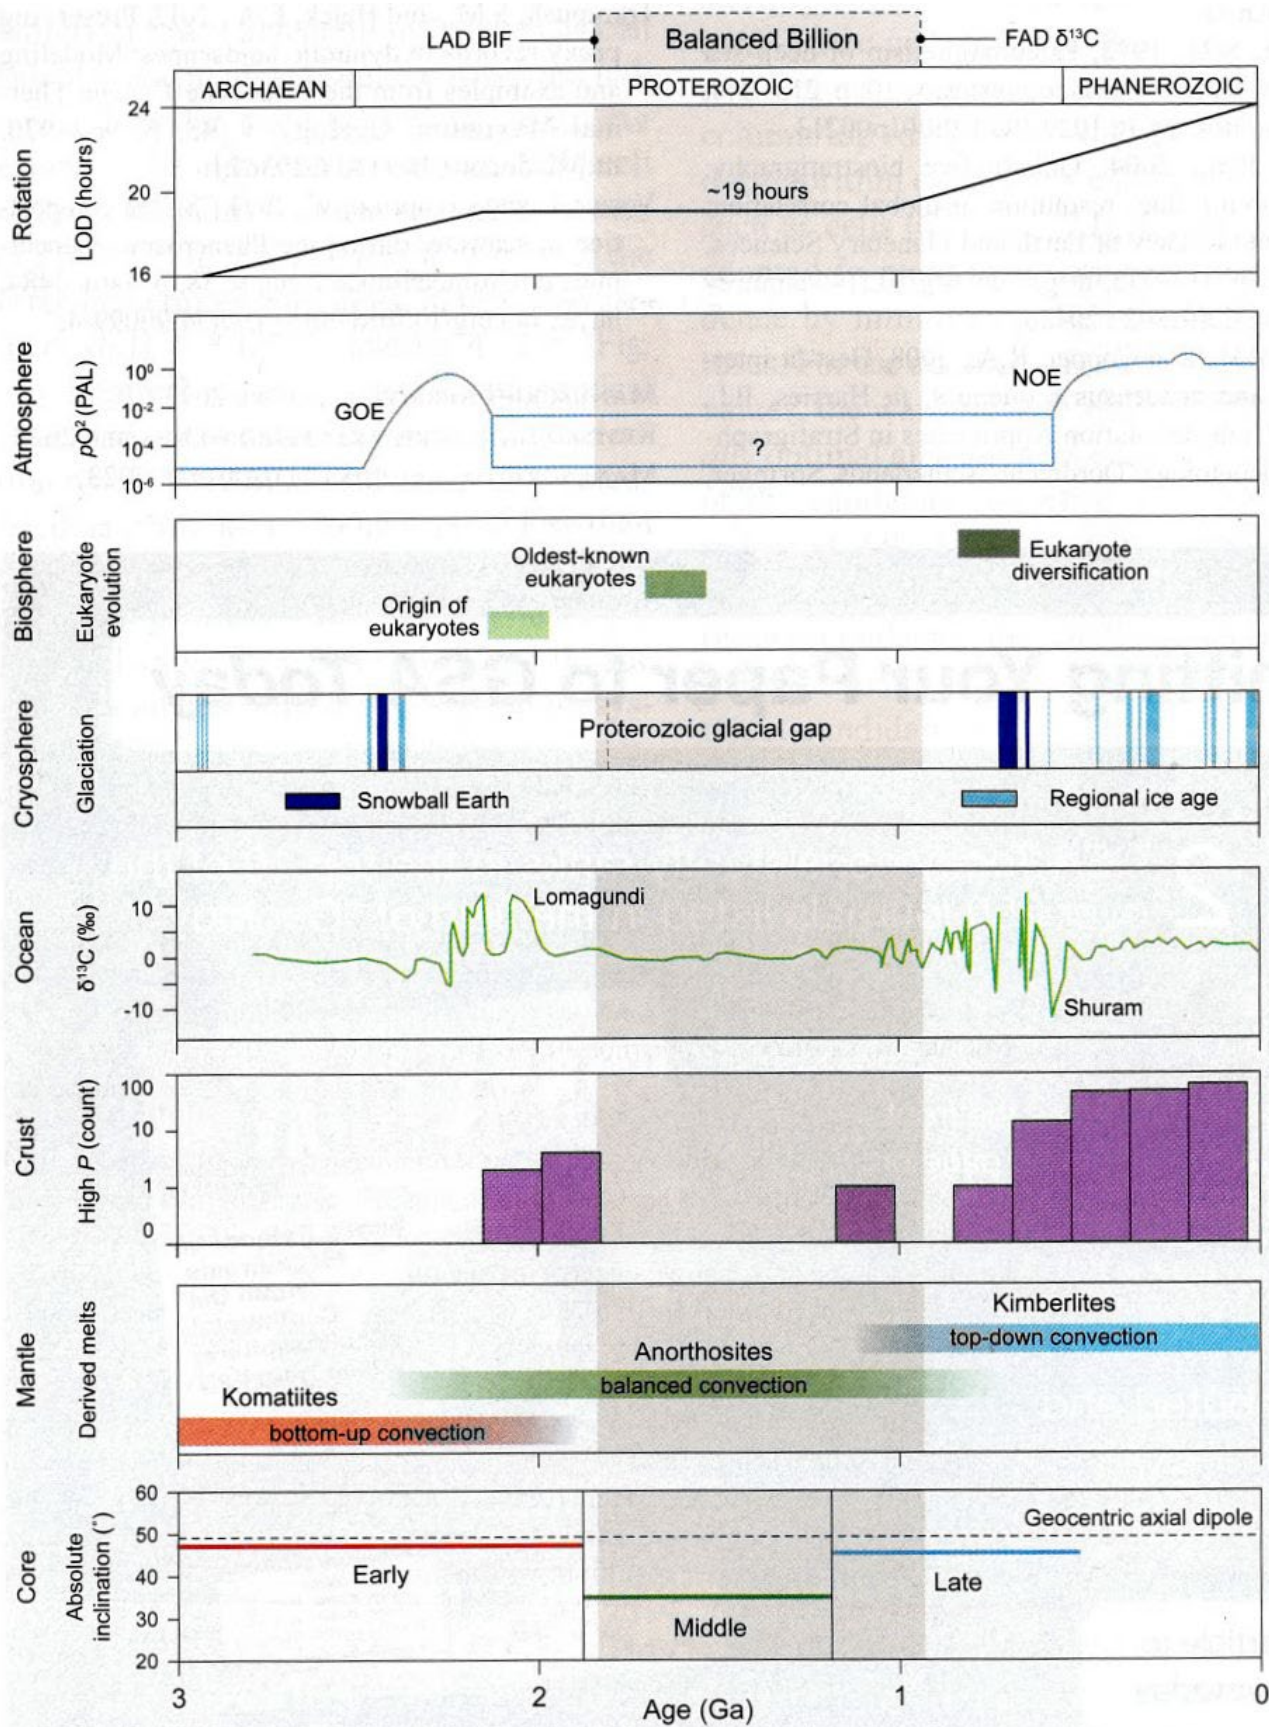 LAD BIF
Balanced Billion
FAD δ¹³C
ARCHAEAN
PROTEROZOIC
PHANEROZOIC
Rotation
LOD (hours)
24
20
16
~19 hours
Atmosphere
pO² (PAL)
10⁰
10⁻²
10⁻⁴
10⁻⁶
GOE
NOE
?
Biosphere
Eukaryote
evolution
Oldest-known
eukaryotes
Origin of
eukaryotes
Eukaryote
diversification
Cryosphere
Glaciation
Proterozoic glacial gap
Snowball Earth
Regional ice age
Ocean
δ¹³C (‰)
10
0
-10
Lomagundi
Shuram
Crust
High P (count)
100
10
1
0
Mantle
Derived melts
Kimberlites
top-down convection
Anorthosites
balanced convection
Komatiites
bottom-up convection
Core
Absolute
inclination (°)
60
50
40
30
20
Geocentric axial dipole
Early
Middle
Late
3
2
1
0
Age (Ga)